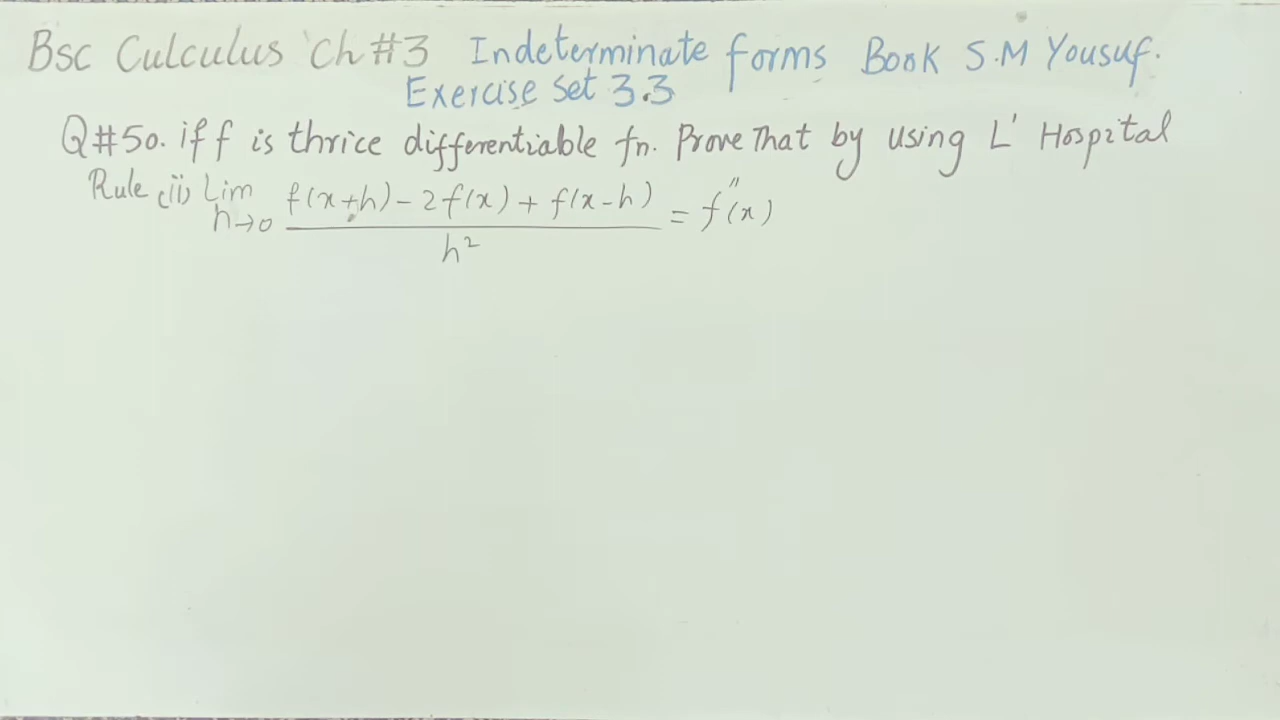 Bsc Culculus Ch#3 Indeterminate forms Book S.M Yousuf.
Exercise Set 3.3
Q#50. if f is thrice differentiable fn. Prove That by using L' Hospital
Rule (ii) Lim h→0 f(x+h) - 2f(x) + f(x-h) / h² = f''(x)